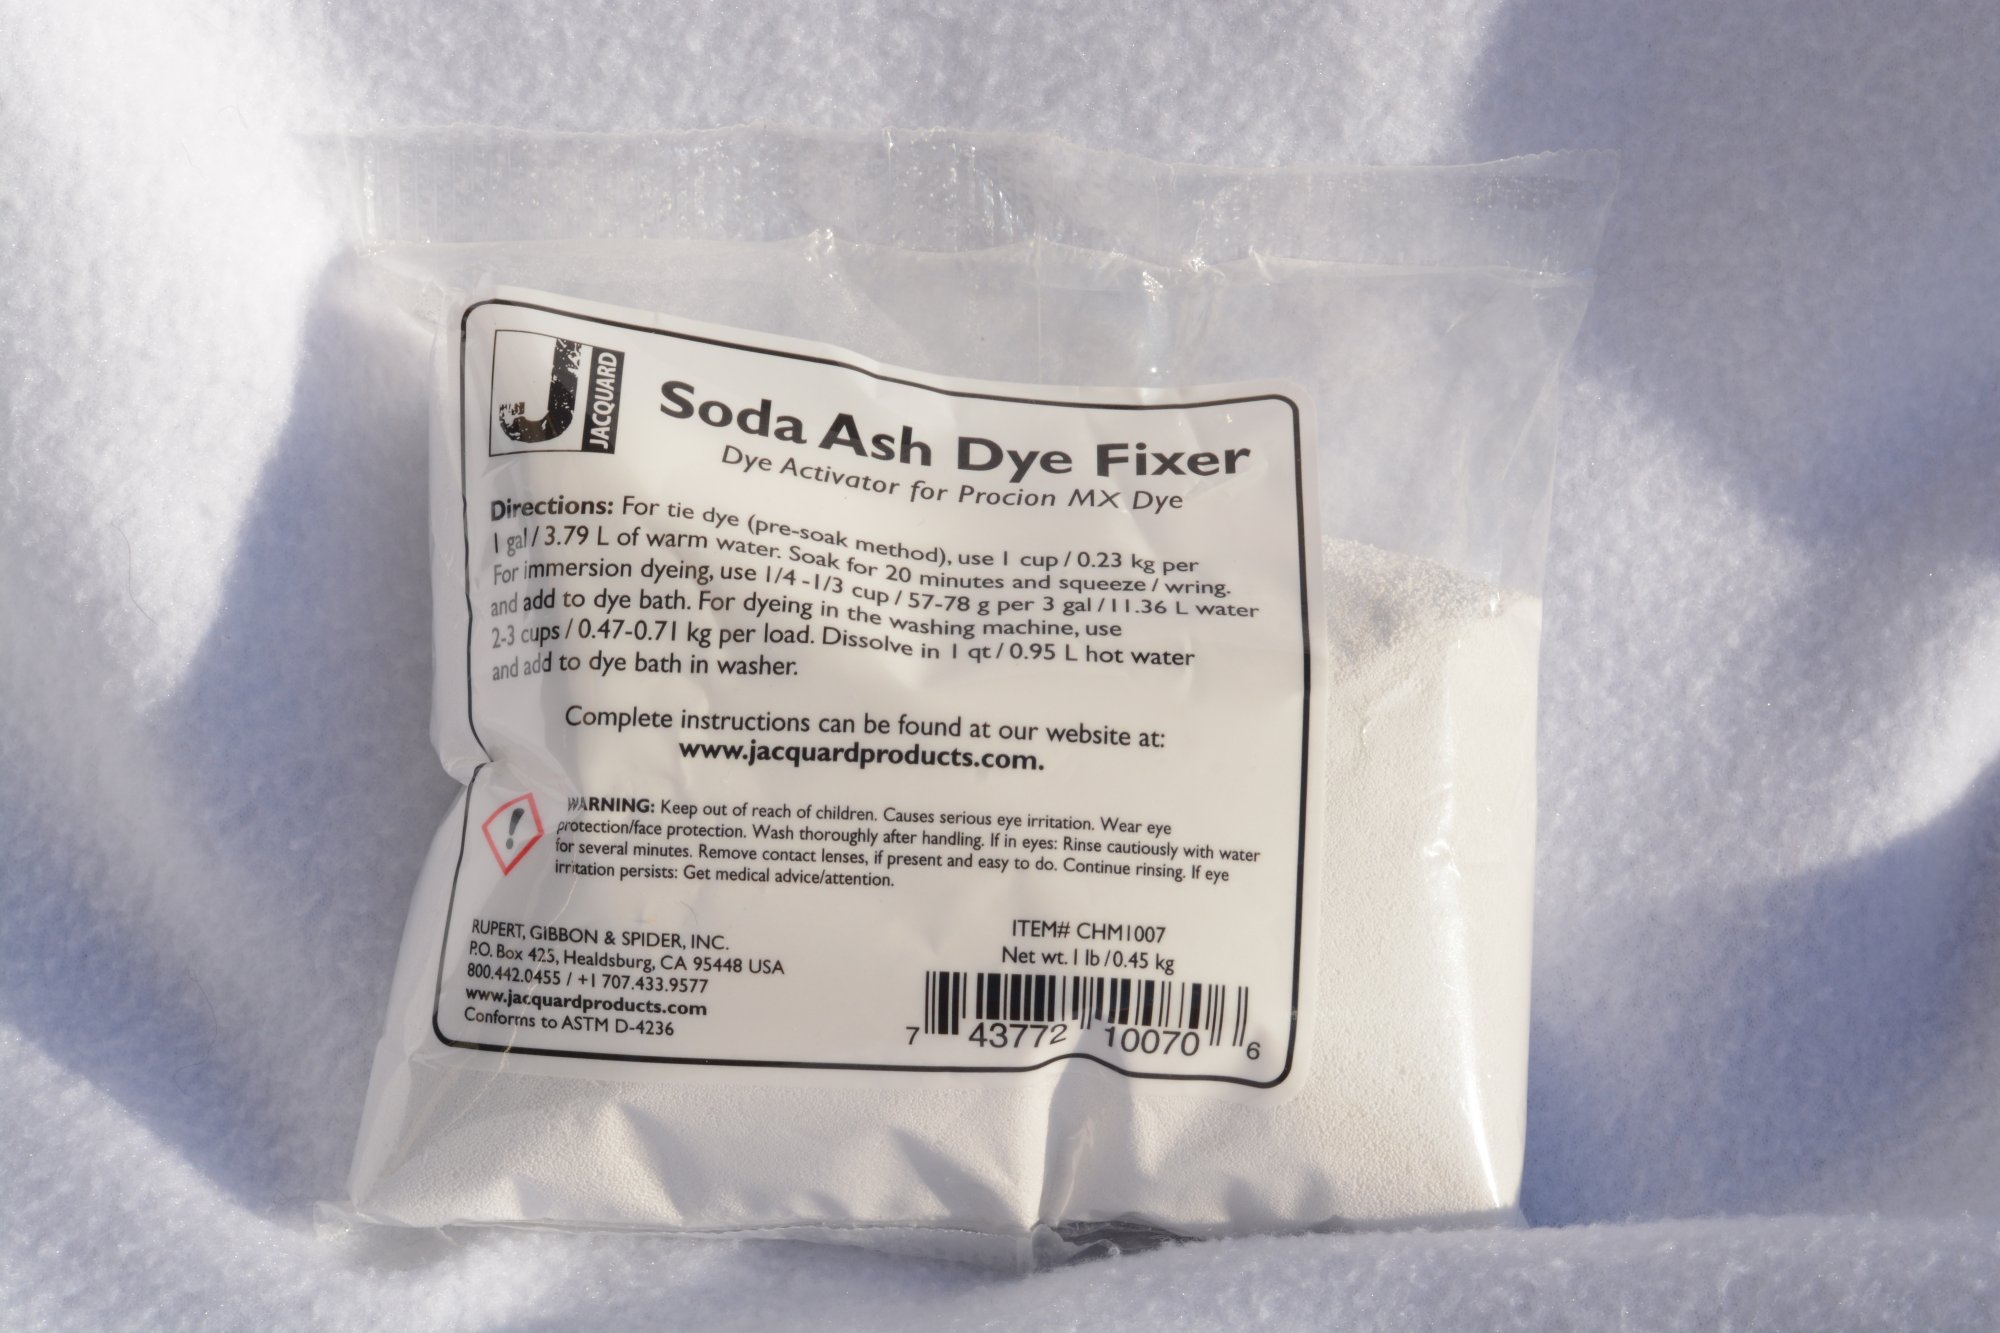 J
JACQUARD
Soda Ash Dye Fixer
Dye Activator for Procion MX Dye
Directions: For tie dye (pre-soak method), use 1 cup / 0.23 kg per
1 gal / 3.79 L of warm water. Soak for 20 minutes and squeeze / wring.
For immersion dyeing, use 1/4 -1/3 cup / 57-78 g per 3 gal / 11.36 L water
and add to dye bath. For dyeing in the washing machine, use
2-3 cups / 0.47-0.71 kg per load. Dissolve in 1 qt / 0.95 L hot water
and add to dye bath in washer.
Complete instructions can be found at our website at:
www.jacquardproducts.com.
!
WARNING: Keep out of reach of children. Causes serious eye irritation. Wear eye
protection/face protection. Wash thoroughly after handling. If in eyes: Rinse cautiously with water
for several minutes. Remove contact lenses, if present and easy to do. Continue rinsing. If eye
irritation persists: Get medical advice/attention.
RUPERT, GIBBON & SPIDER, INC.
P.O. Box 425, Healdsburg, CA 95448 USA
800.442.0455 / +1 707.433.9577
www.jacquardproducts.com
Conforms to ASTM D-4236
ITEM# CHM1007
Net wt. 1 lb / 0.45 kg
7 43772 10070 6